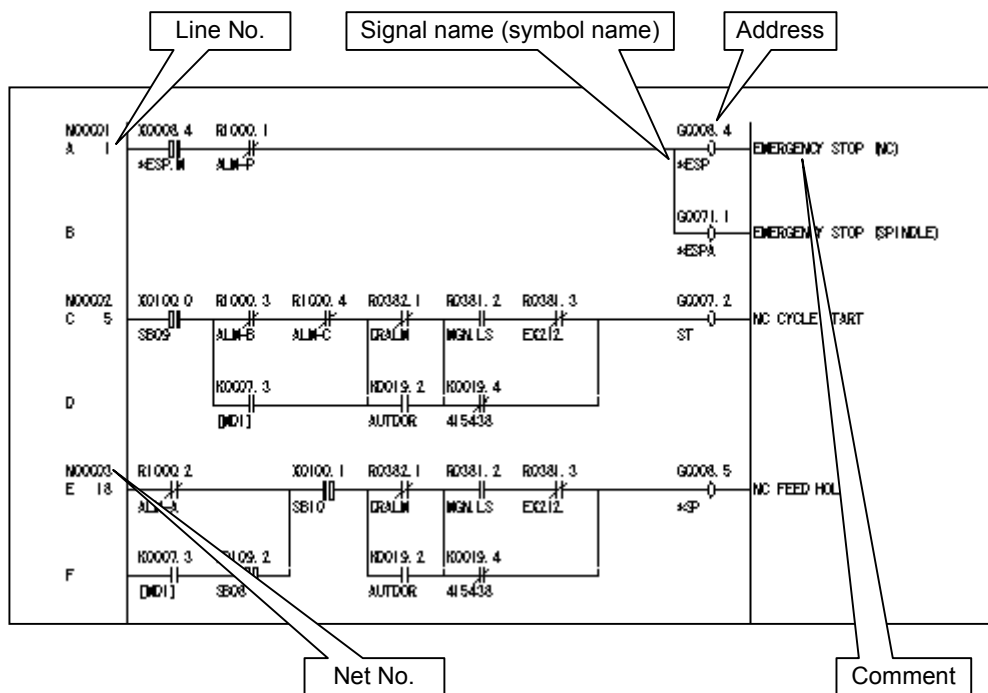 Line No. Signal name (symbol name) Address
N00001 X0008.4 R1000.1 G0008.4
A 1 EMERGENCY STOP (NC)
*ESP.M ALM-P *ESP
G0071.1
B EMERGENCY STOP (SPINDLE)
*ESPA
N00002 X0100.0 R1000.3 R1000.4 R0382.1 R0381.2 R0381.3 G0007.2
C 5 NC CYCLE START
SB09 ALM-B ALM-C DRALM MGN.LS EX212 ST
K0007.3 K0019.2 K0019.4
D
[MDI] AUTDOR 415438
N00003 R1000.2 X0100.1 R0382.1 R0381.2 R0381.3 G0008.5
E 18 NC FEED HOL
ALM-A SB10 DRALM MGN.LS EX212 *SP
K0007.3 K0019.2 K0019.4
F
[MDI] SB08 AUTDOR 415438
Net No. Comment